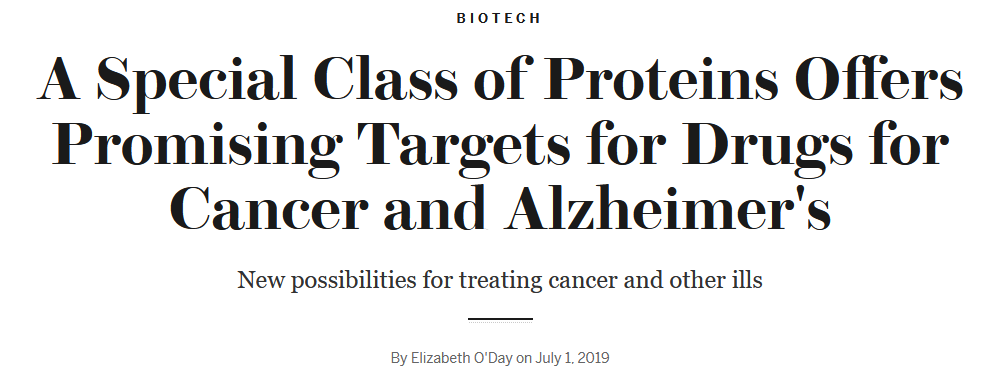 BIOTECH
A Special Class of Proteins Offers
Promising Targets for Drugs for
Cancer and Alzheimer's
New possibilities for treating cancer and other ills
By Elizabeth O'Day on July 1, 2019